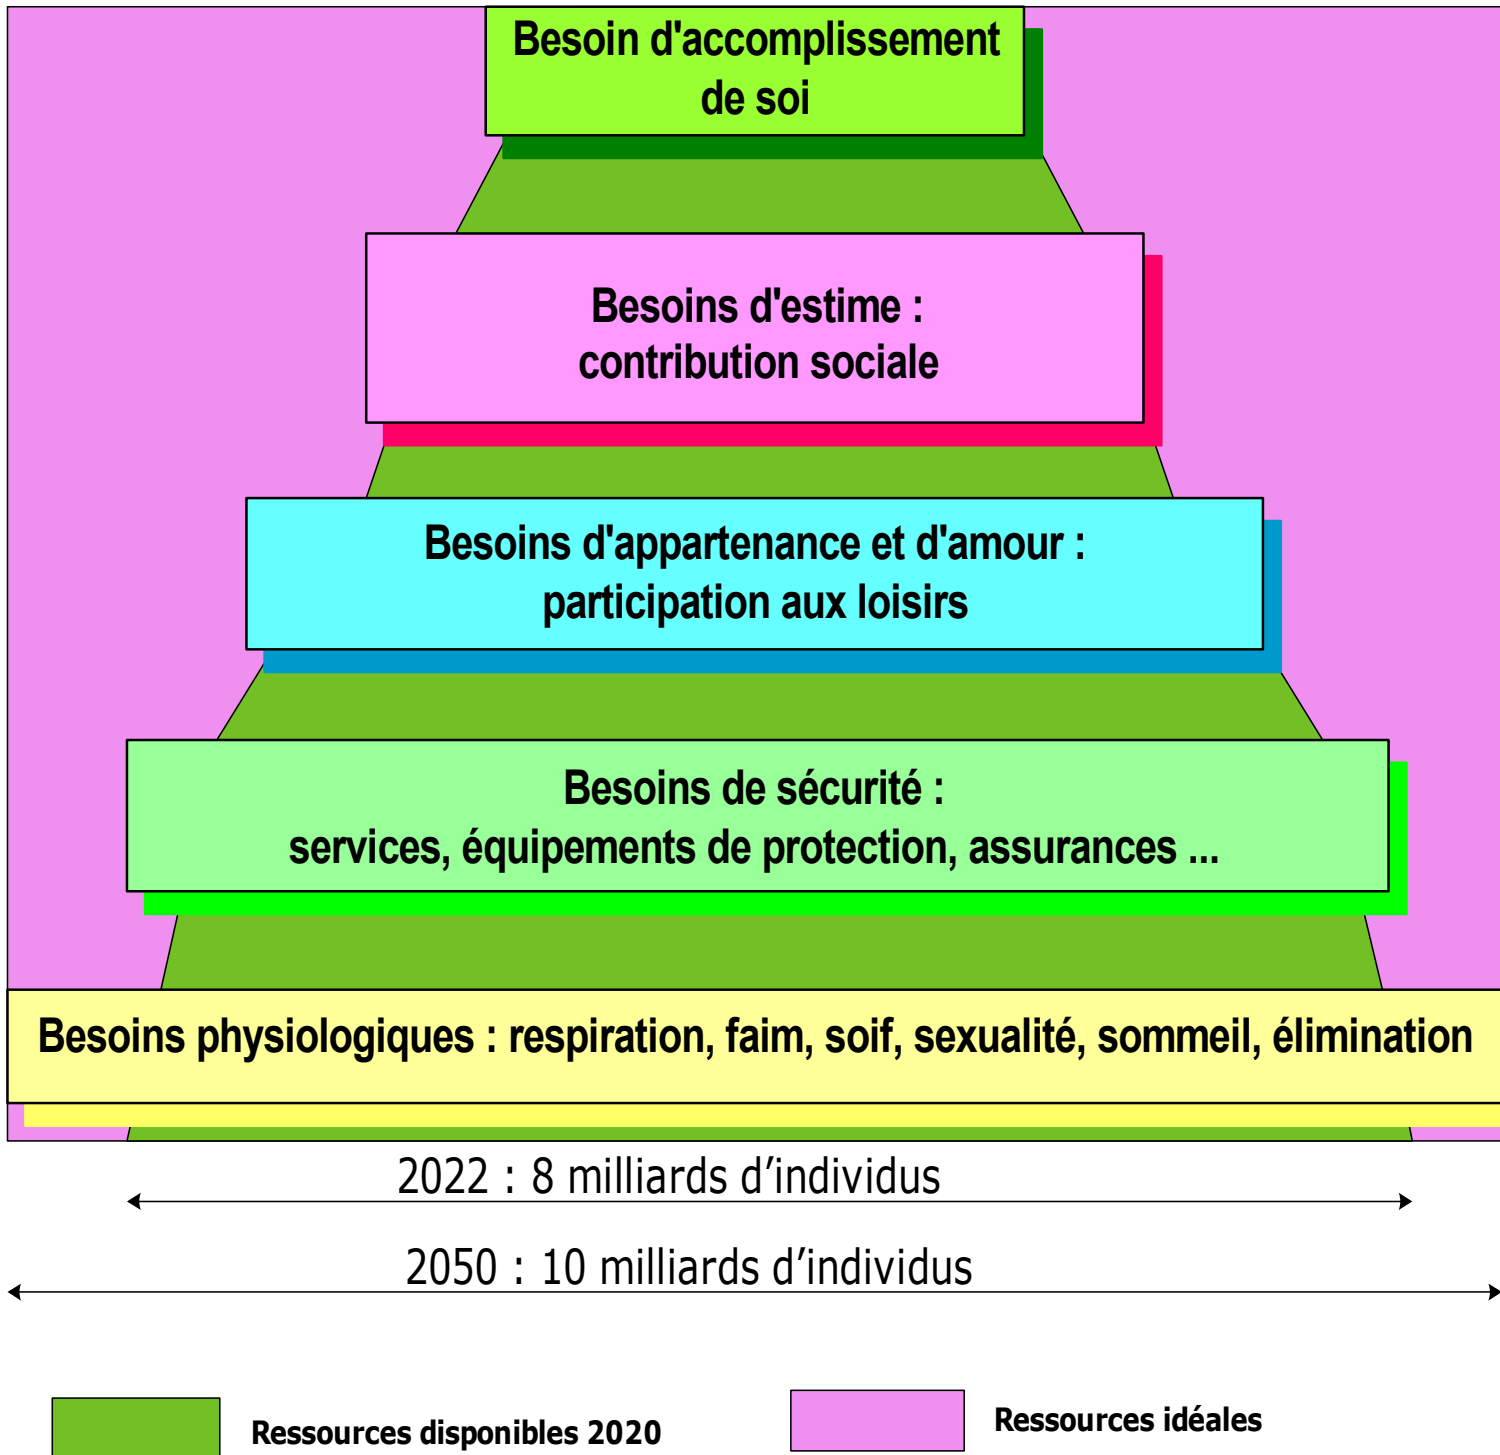 Besoin d'accomplissement
de soi
Besoins d'estime :
contribution sociale
Besoins d'appartenance et d'amour :
participation aux loisirs
Besoins de sécurité :
services, équipements de protection, assurances ...
Besoins physiologiques : respiration, faim, soif, sexualité, sommeil, élimination
2022 : 8 milliards d’individus
2050 : 10 milliards d’individus
Ressources disponibles 2020
Ressources idéales